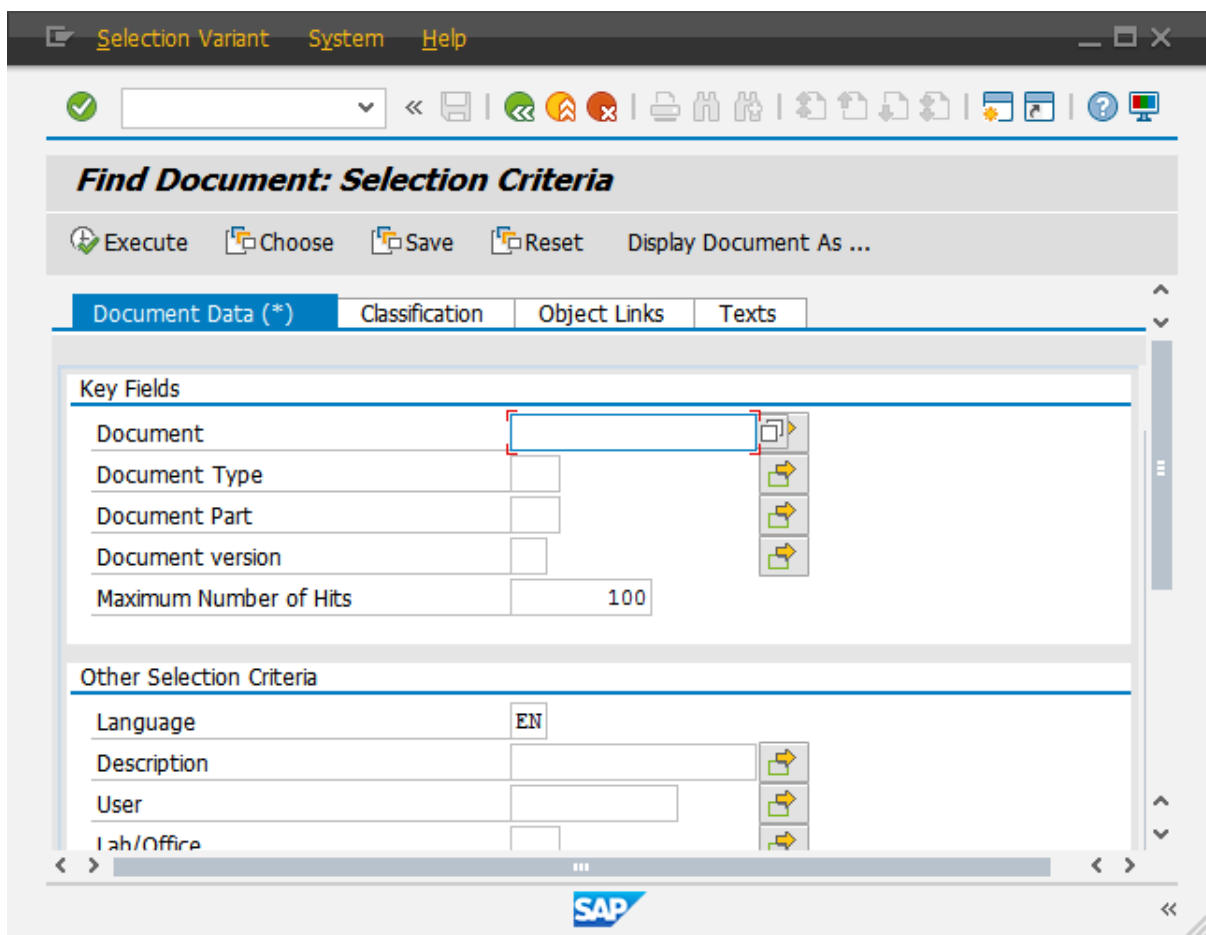 Selection Variant System Help
Find Document: Selection Criteria
Execute Choose Save Reset Display Document As ...
Document Data (*) Classification Object Links Texts
Key Fields
Document
Document Type
Document Part
Document version
Maximum Number of Hits 100
Other Selection Criteria
Language EN
Description
User
Lab/Office
SAP